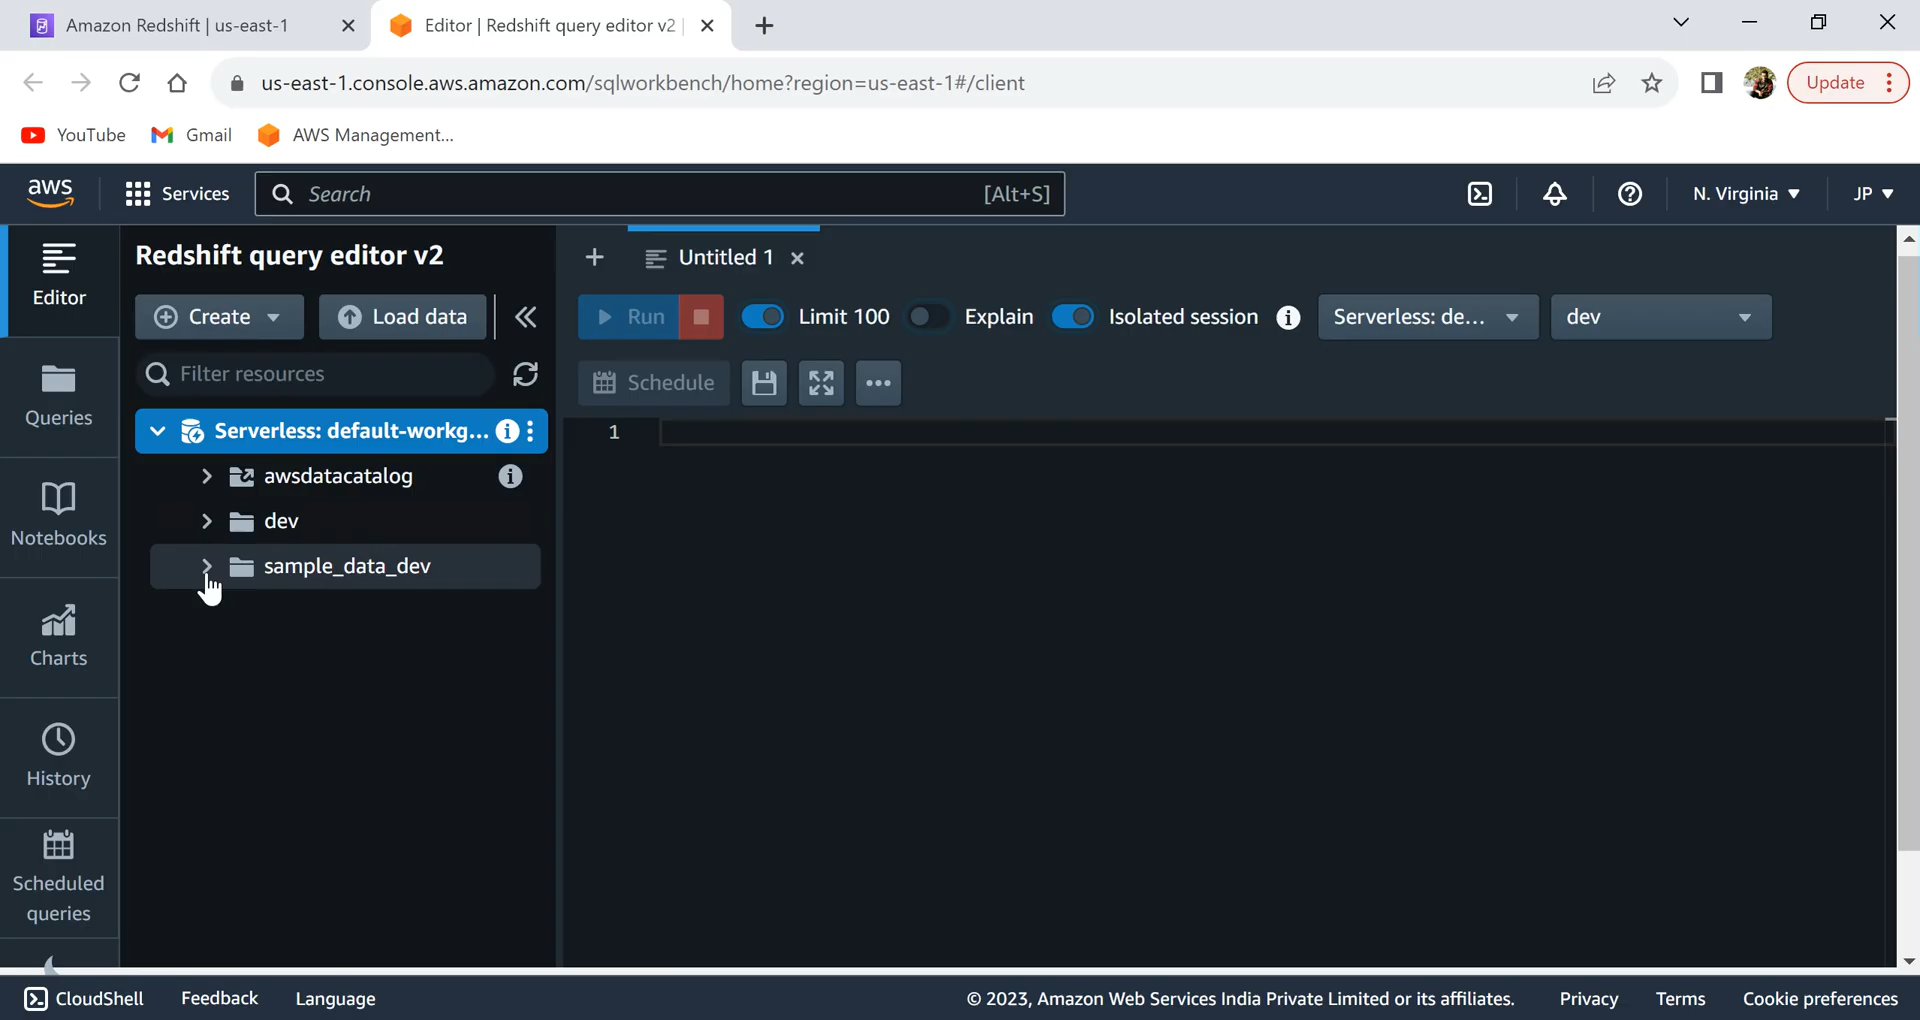 Amazon Redshift | us-east-1
Editor | Redshift query editor v2
us-east-1.console.aws.amazon.com/sqlworkbench/home?region=us-east-1#/client
Update
YouTube
Gmail
AWS Management...
aws
Services
Search
[Alt+S]
N. Virginia
JP
Editor
Queries
Notebooks
Charts
History
Scheduled
queries
Redshift query editor v2
Create
Load data
Filter resources
Serverless: default-workg...
awsdatacatalog
dev
sample_data_dev
Untitled 1
Run
Limit 100
Explain
Isolated session
Serverless: de...
dev
Schedule
1
CloudShell
Feedback
Language
© 2023, Amazon Web Services India Private Limited or its affiliates.
Privacy
Terms
Cookie preferences